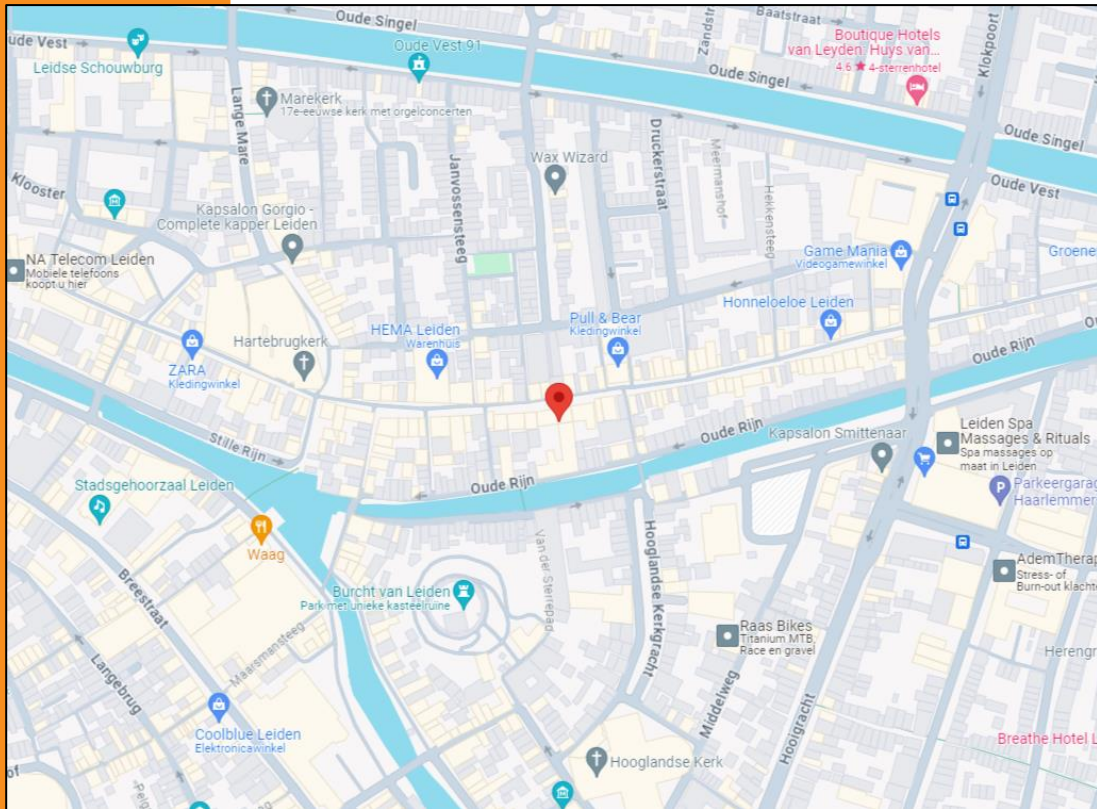 Oude Singel
Baatstraat
Zandstr
Boutique Hotels
van Leyden: Huys van...
4.6 ★ 4-sterrenhotel
Klokpoort
Oude Vest 91
ude Vest
Leidse Schouwburg
Oude Singel
Marekerk
17e-eeuwse kerk met orgelconcerten
Lange Mare
Oude Singel
Druckerstraat
Janvossensteeg
Wax Wizard
Meermanshof
Hekkensteeg
Oude Vest
Klooster
Kapsalon Gorgio -
Complete kapper Leiden
NA Telecom Leiden
Mobiele telefoons
koopt u hier
Game Mania
Videogamewinkel
Groene
Honneloeloe Leiden
Pull & Bear
Kledingwinkel
HEMA Leiden
Warenhuis
Hartebrugkerk
ZARA
Kledingwinkel
Oude Rijn
Oude Rijn
Stille Rijn
Kapsalon Smittenaar
Leiden Spa
Massages & Rituals
Spa massages op
maat in Leiden
Stadsgehoorzaal Leiden
Oude Rijn
P
Parkeergarag
Haarlemmers
Waag
Van der Sterrepad
Hooglandse Kerkgracht
Breestraat
Burcht van Leiden
Park met unieke kasteelruïne
AdemTherap
Stress- of
Burn-out klachte
Raas Bikes
Titanium MTB,
Race en gravel
Maarsmansteeg
Herengr
Langebrug
Middelweg
Hooigracht
Coolblue Leiden
Elektronicawinkel
Breathe Hotel L
Hooglandse Kerk
of